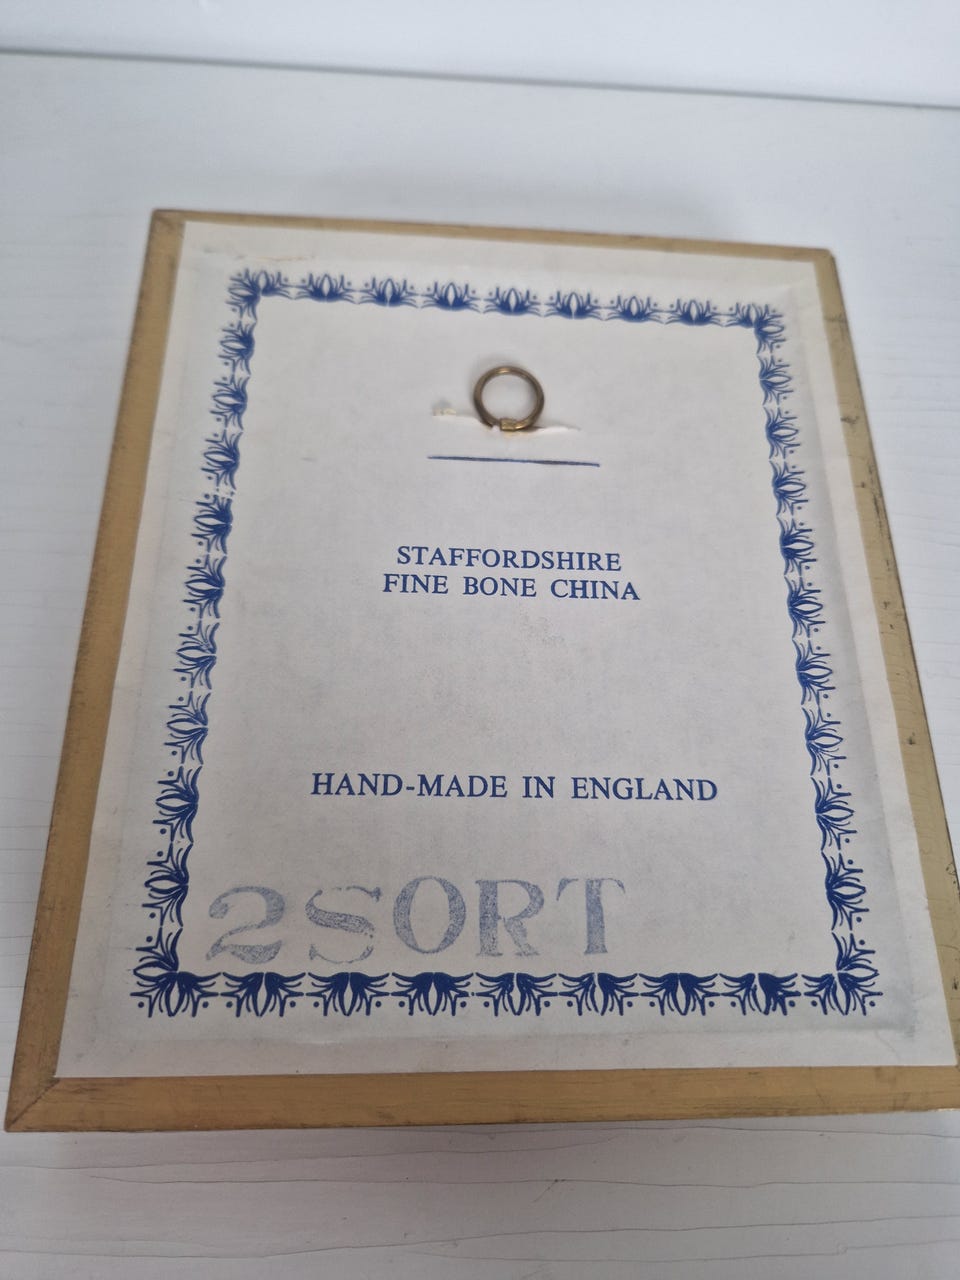 STAFFORDSHIRE
FINE BONE CHINA
HAND-MADE IN ENGLAND
2SORT